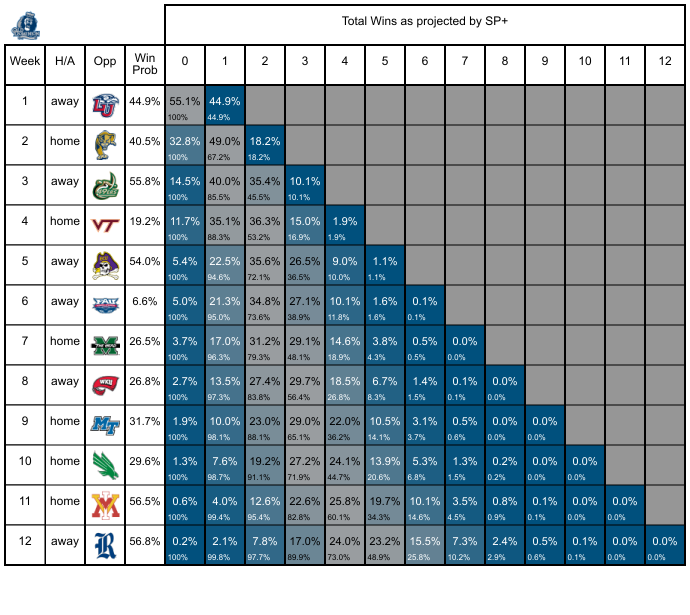 Total Wins as projected by SP+
Week H/A Opp Win Prob 0 1 2 3 4 5 6 7 8 9 10 11 12
1 away 44.9% 55.1% 44.9%
100% 44.9%
2 home 40.5% 32.8% 49.0% 18.2%
100% 67.2% 18.2%
3 away 55.8% 14.5% 40.0% 35.4% 10.1%
100% 85.5% 45.5% 10.1%
4 home VT 19.2% 11.7% 35.1% 36.3% 15.0% 1.9%
100% 88.3% 53.2% 16.9% 1.9%
5 away 54.0% 5.4% 22.5% 35.6% 26.5% 9.0% 1.1%
100% 94.6% 72.1% 36.5% 10.0% 1.1%
6 away FAU 6.6% 5.0% 21.3% 34.8% 27.1% 10.1% 1.6% 0.1%
100% 95.0% 73.6% 38.9% 11.8% 1.6% 0.1%
7 home M 26.5% 3.7% 17.0% 31.2% 29.1% 14.6% 3.8% 0.5% 0.0%
100% 96.3% 79.3% 48.1% 18.9% 4.3% 0.5% 0.0%
8 away WKU 26.8% 2.7% 13.5% 27.4% 29.7% 18.5% 6.7% 1.4% 0.1% 0.0%
100% 97.3% 83.8% 56.4% 26.8% 8.3% 1.5% 0.1% 0.0%
9 home MT 31.7% 1.9% 10.0% 23.0% 29.0% 22.0% 10.5% 3.1% 0.5% 0.0% 0.0%
100% 98.1% 88.1% 65.1% 36.2% 14.1% 3.7% 0.6% 0.0% 0.0%
10 home 29.6% 1.3% 7.6% 19.2% 27.2% 24.1% 13.9% 5.3% 1.3% 0.2% 0.0% 0.0%
100% 98.7% 91.1% 71.9% 44.7% 20.6% 6.8% 1.5% 0.2% 0.0% 0.0%
11 home VMI 56.5% 0.6% 4.0% 12.6% 22.6% 25.8% 19.7% 10.1% 3.5% 0.8% 0.1% 0.0% 0.0%
100% 99.4% 95.4% 82.8% 60.1% 34.3% 14.6% 4.5% 0.9% 0.1% 0.0% 0.0%
12 away R 56.8% 0.2% 2.1% 7.8% 17.0% 24.0% 23.2% 15.5% 7.3% 2.4% 0.5% 0.1% 0.0% 0.0%
100% 99.8% 97.7% 89.9% 73.0% 48.9% 25.8% 10.2% 2.9% 0.6% 0.1% 0.0% 0.0%